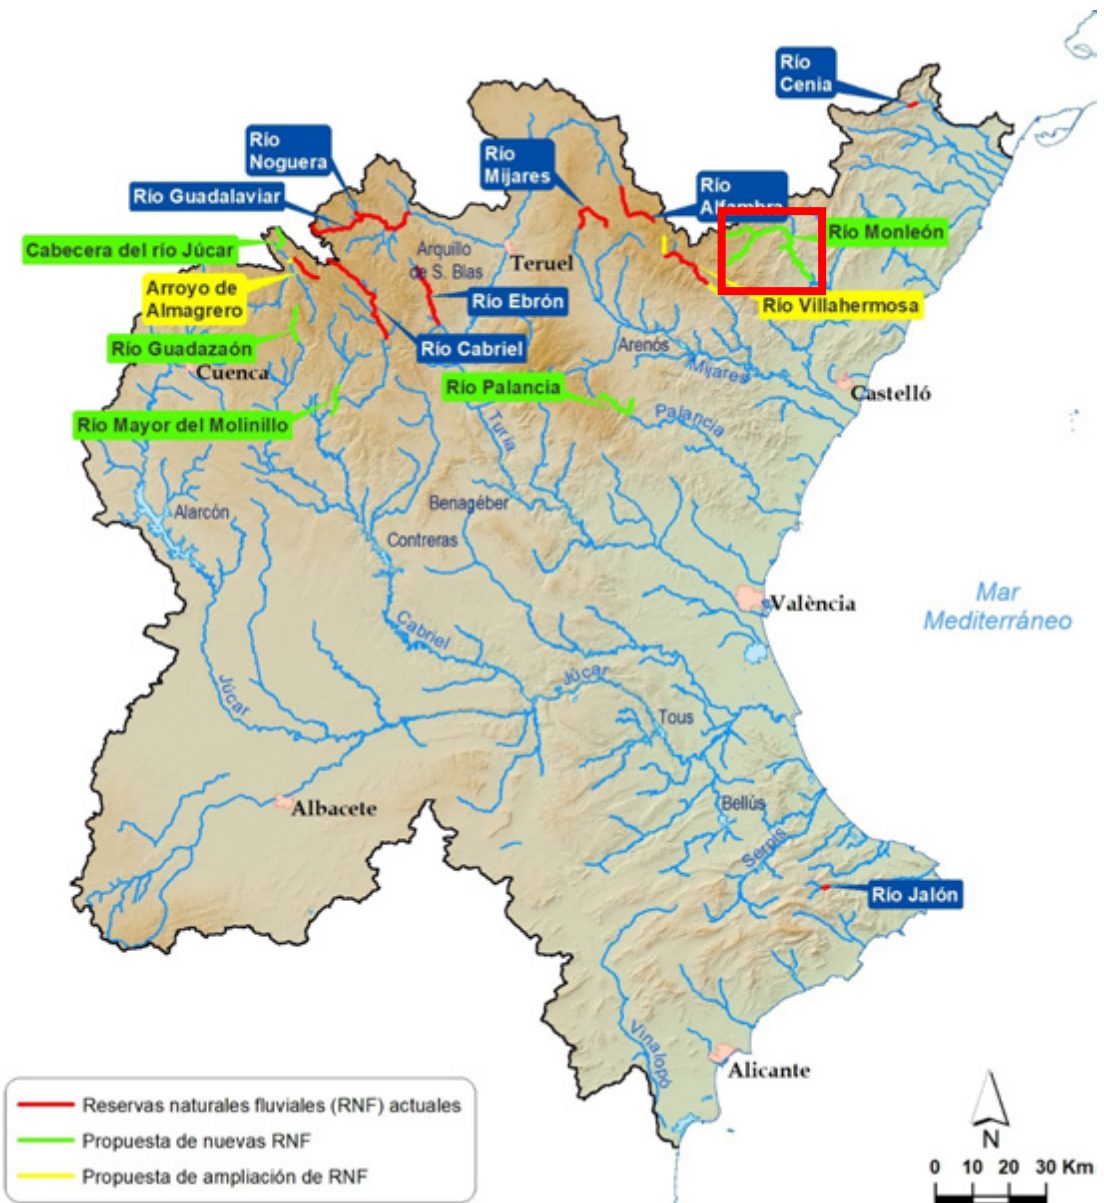 Río
Cenia
Río
Noguera
Río
Mijares
Río
Alfambra
Río Guadalaviar
Río Monleón
Cabecera del río Júcar
Arquillo
de S. Blas
Teruel
Arroyo de
Almagrero
Río Ebrón
Río Villahermosa
Río Guadazaón
Río Cabriel
Arenós
Mijares
Cuenca
Río Palancia
Castelló
Río Mayor del Molinillo
Palancia
Turia
Alarcón
Benagéber
Contreras
València
Mar
Mediterráneo
Cabriel
Júcar
Júcar
Tous
Albacete
Bellús
Serpis
Río Jalón
Vinalopó
Alicante
Reservas naturales fluviales (RNF) actuales
Propuesta de nuevas RNF
Propuesta de ampliación de RNF
N
0 10 20 30 Km